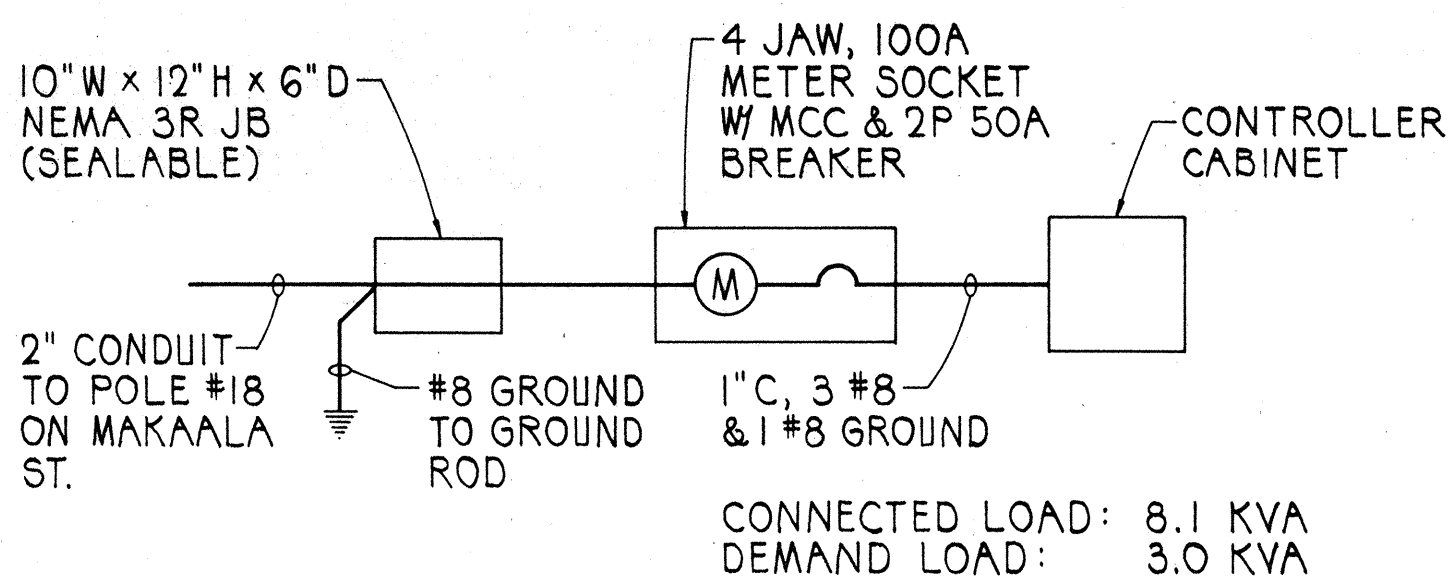 10"W x 12"H x 6"D
NEMA 3R JB
(SEALABLE)
4 JAW, 100A
METER SOCKET
W/ MCC & 2P 50A
BREAKER
CONTROLLER
CABINET
M
2" CONDUIT
TO POLE #18
ON MAKAALA
ST.
#8 GROUND
TO GROUND
ROD
1"C, 3 #8
& 1 #8 GROUND
CONNECTED LOAD: 8.1 KVA
DEMAND LOAD: 3.0 KVA